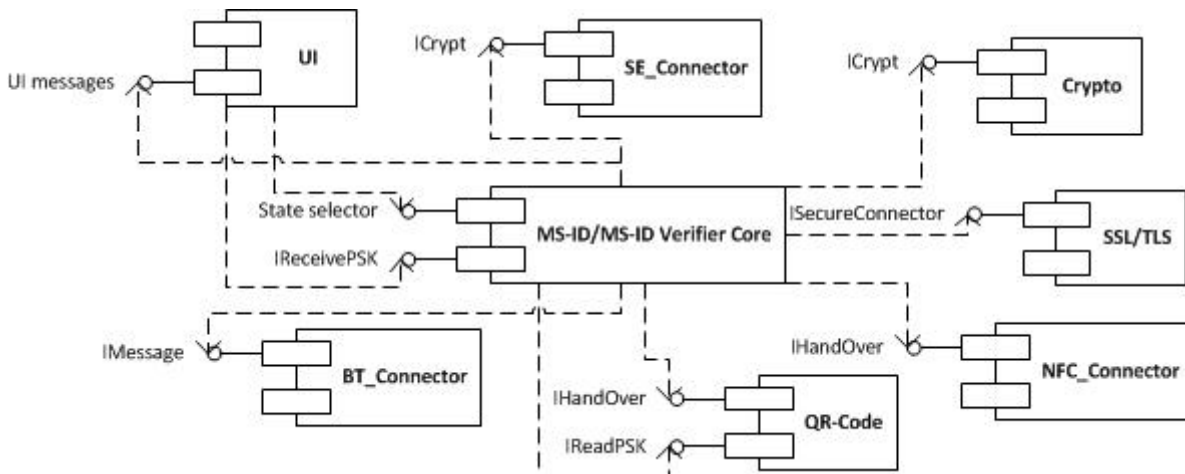 UI
ICrypt
SE_Connector
ICrypt
Crypto
UI messages
State selector
MS-ID/MS-ID Verifier Core
ISecureConnector
SSL/TLS
IReceivePSK
IMessage
BT_Connector
IHandOver
NFC_Connector
IHandOver
QR-Code
IReadPSK